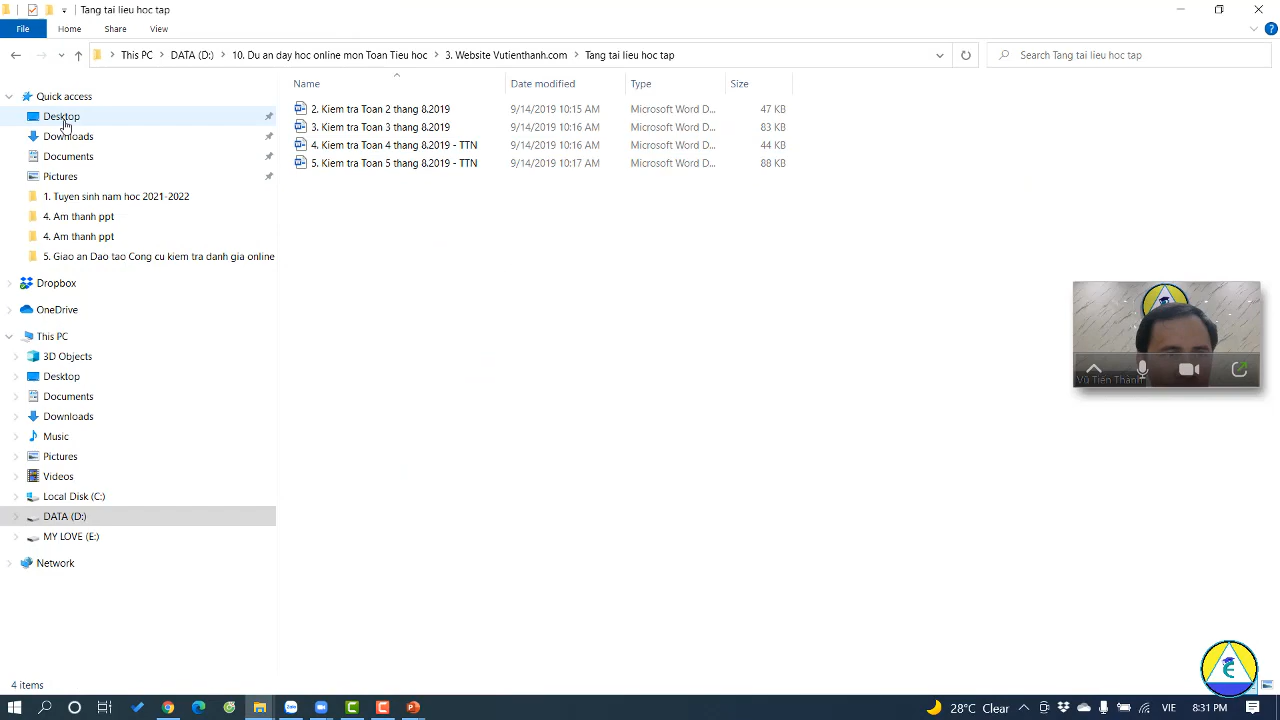 Tang tai lieu hoc tap
File Home Share View
This PC DATA (D:) 10. Du an day hoc online mon Toan Tieu hoc 3. Website Vutienthanh.com Tang tai lieu hoc tap
Search Tang tai lieu hoc tap
Name Date modified Type Size
2. Kiem tra Toan 2 thang 8.2019 9/14/2019 10:15 AM Microsoft Word D... 47 KB
3. Kiem tra Toan 3 thang 8.2019 9/14/2019 10:16 AM Microsoft Word D... 83 KB
4. Kiem tra Toan 4 thang 8.2019 - TTN 9/14/2019 10:16 AM Microsoft Word D... 44 KB
5. Kiem tra Toan 5 thang 8.2019 - TTN 9/14/2019 10:17 AM Microsoft Word D... 88 KB
Quick access
Desktop
Downloads
Documents
Pictures
1. Tuyen sinh nam hoc 2021-2022
4. Am thanh ppt
4. Am thanh ppt
5. Giao an Dao tao Cong cu kiem tra danh gia online
Dropbox
OneDrive
This PC
3D Objects
Desktop
Documents
Downloads
Music
Pictures
Videos
Local Disk (C:)
DATA (D:)
MY LOVE (E:)
Network
Vũ Tiến Thành
4 items
Zalo
28°C Clear
VIE
8:31 PM